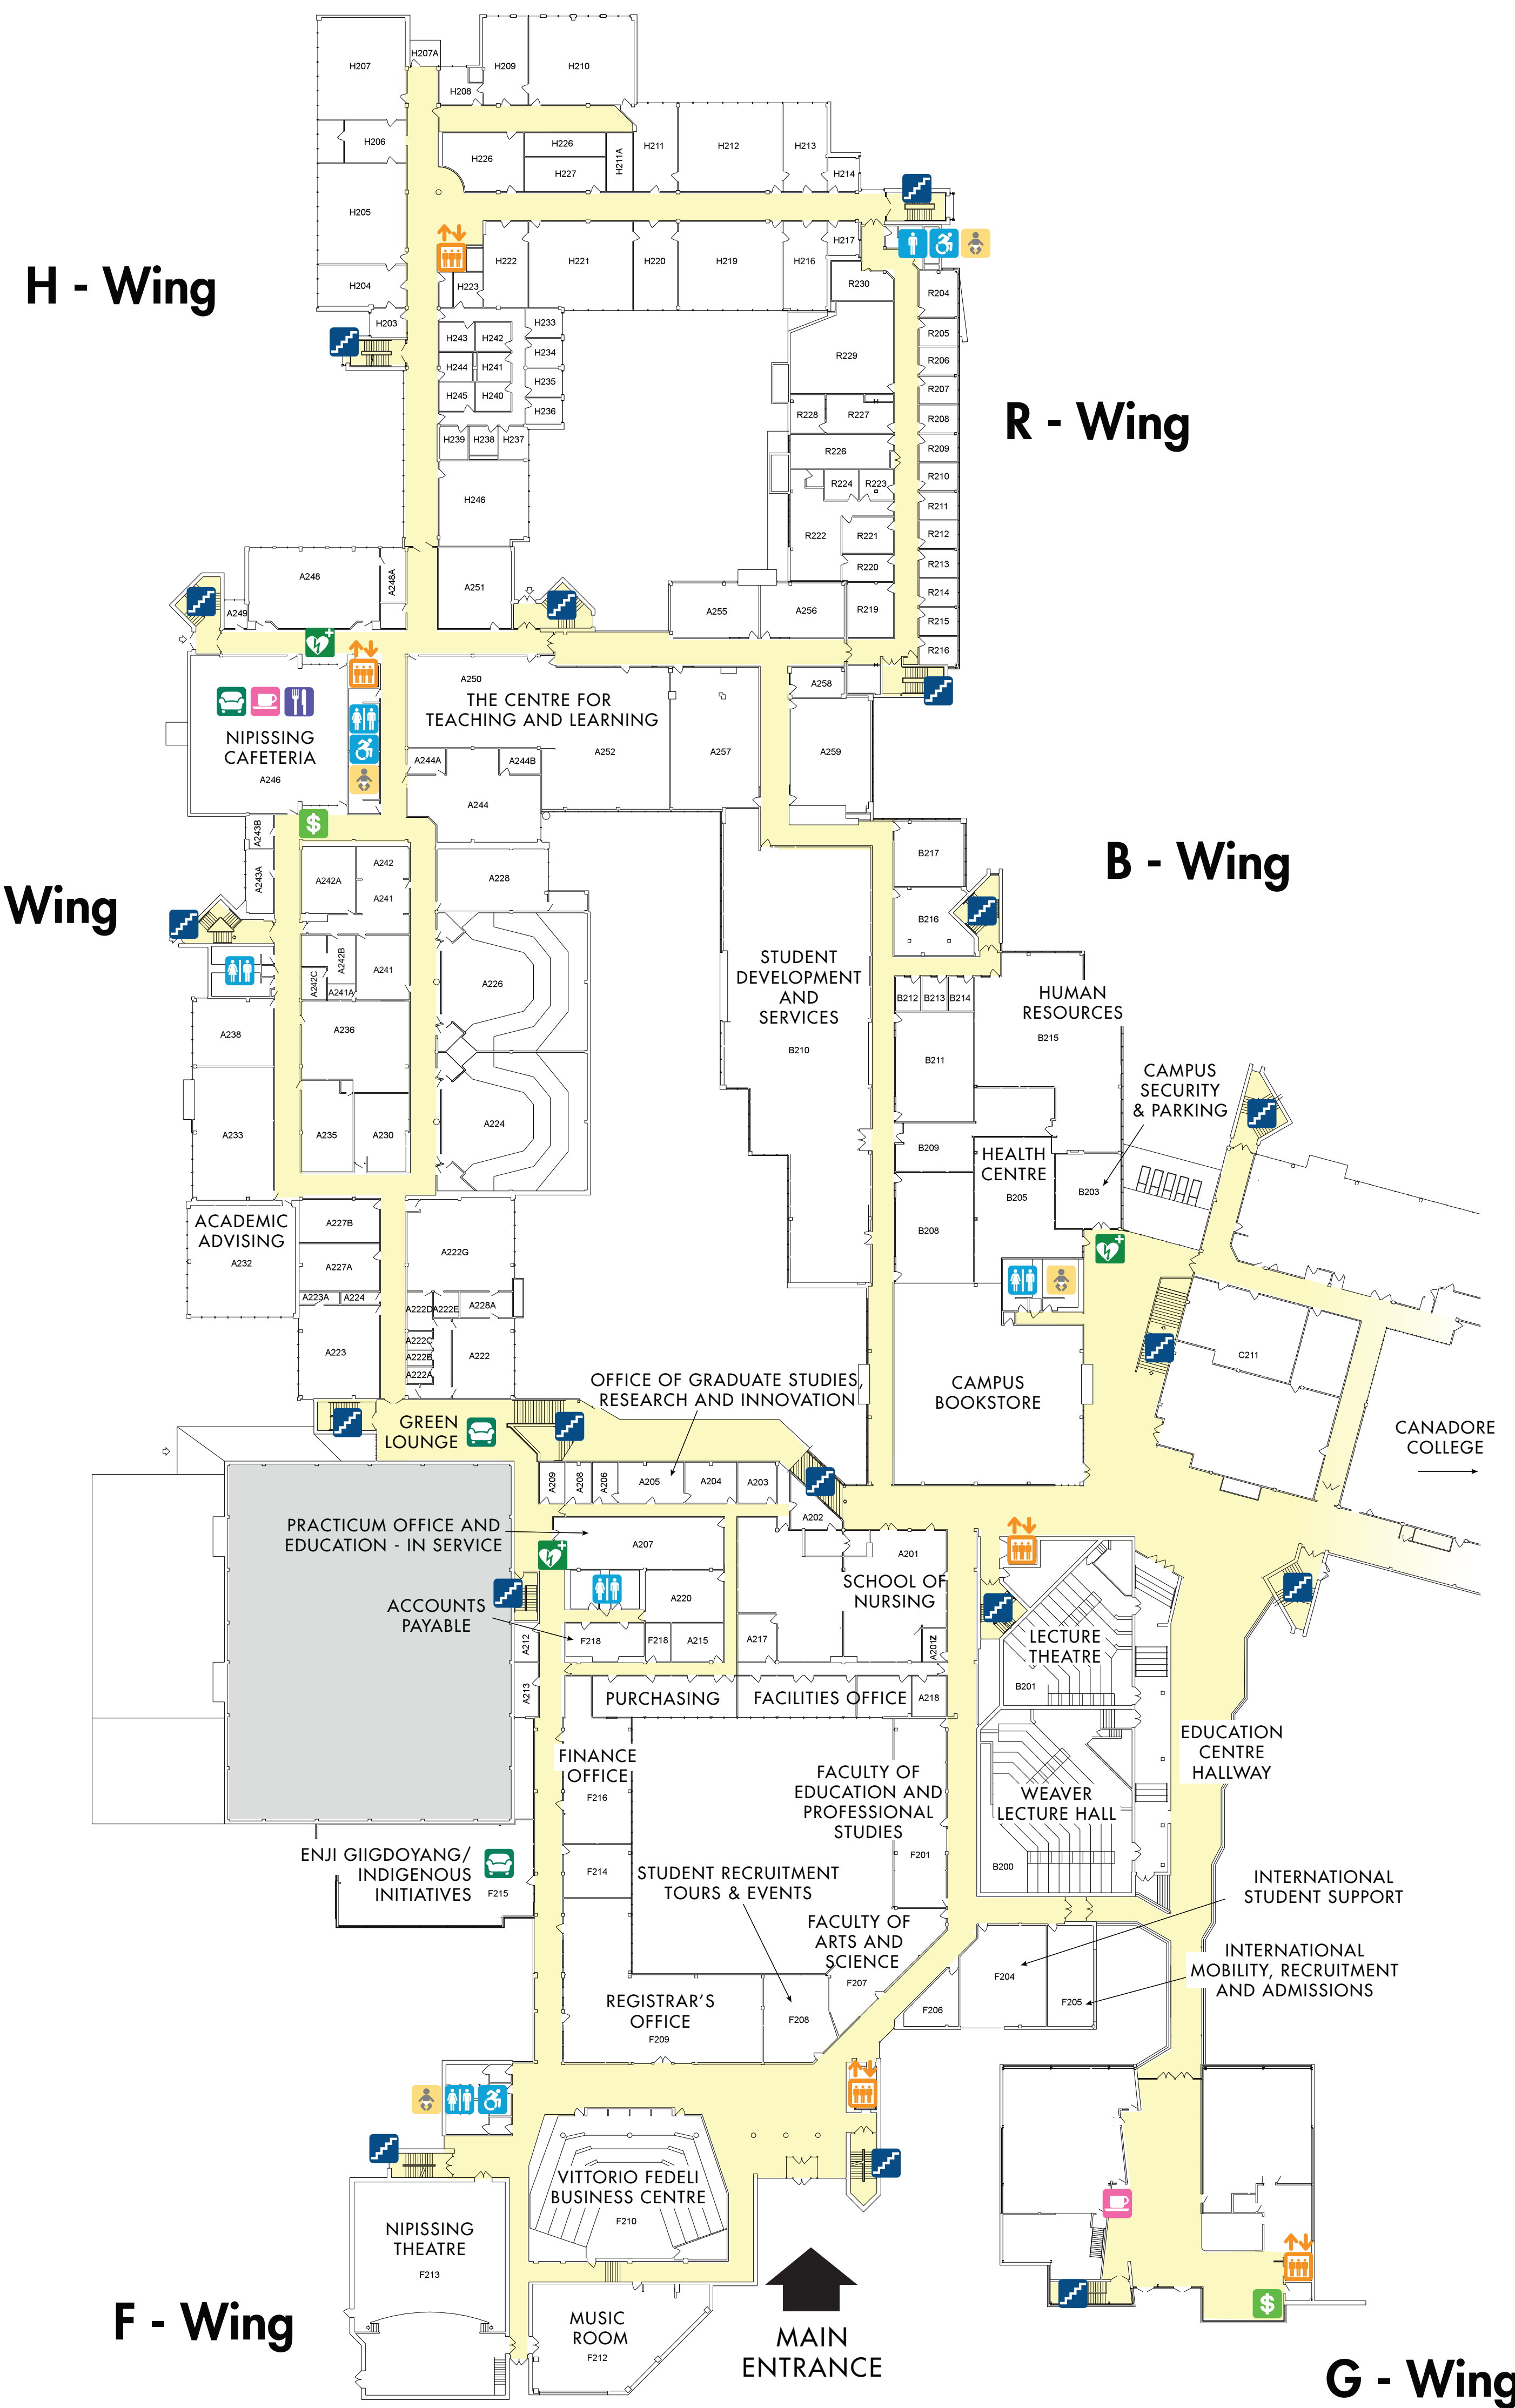 H207
H207A
H209
H210
H208
H206
H226
H226
H227
H211A
H211
H212
H213
H214
H205
H204
H203
H222
H223
H221
H220
H219
H216
H217
H - Wing
H243
H242
H233
H244
H241
H234
H245
H240
H235
H236
H239
H238
H237
H246
R230
R204
R229
R205
R206
R207
R228
R227
R208
R226
R209
R224
R223
R210
R211
R222
R221
R212
R220
R213
R219
R214
R215
R216
R - Wing
A248
A248A
A249
A251
A255
A256
A250
THE CENTRE FOR
TEACHING AND LEARNING
A258
NIPISSING
CAFETERIA
A246
A244A
A244B
A252
A257
A259
A244
$
A243B
A243A
A242A
A242
A241
A228
B217
B - Wing
Wing
B216
A242B
A242C
A241
A241A
A226
STUDENT
DEVELOPMENT
AND
SERVICES
B210
B212
B213
B214
HUMAN
RESOURCES
B215
A238
A236
B211
CAMPUS
SECURITY
& PARKING
A233
A235
A230
A224
B209
HEALTH
CENTRE
B205
B203
ACADEMIC
ADVISING
A232
A227B
A227A
A222G
B208
A223A
A224
A222D
A222E
A228A
A223
A222C
A222B
A222A
A222
C211
OFFICE OF GRADUATE STUDIES,
RESEARCH AND INNOVATION
CAMPUS
BOOKSTORE
GREEN
LOUNGE
CANADORE
COLLEGE
A209
A208
A206
A205
A204
A203
A202
PRACTICUM OFFICE AND
EDUCATION - IN SERVICE
A207
A201
SCHOOL OF
NURSING
ACCOUNTS
PAYABLE
A220
A212
F218
F218
A215
A217
A201Z
LECTURE
THEATRE
B201
A213
PURCHASING
FACILITIES OFFICE
A218
FINANCE
OFFICE
F216
FACULTY OF
EDUCATION AND
PROFESSIONAL
STUDIES
F201
EDUCATION
CENTRE
HALLWAY
WEAVER
LECTURE HALL
B200
ENJI GIIGDOYANG/
INDIGENOUS
INITIATIVES
F215
F214
STUDENT RECRUITMENT
TOURS & EVENTS
INTERNATIONAL
STUDENT SUPPORT
FACULTY OF
ARTS AND
SCIENCE
F207
INTERNATIONAL
MOBILITY, RECRUITMENT
AND ADMISSIONS
F204
F205
F206
REGISTRAR'S
OFFICE
F209
F208
VITTORIO FEDELI
BUSINESS CENTRE
F210
NIPISSING
THEATRE
F213
$
F - Wing
MUSIC
ROOM
F212
MAIN
ENTRANCE
G - Wing